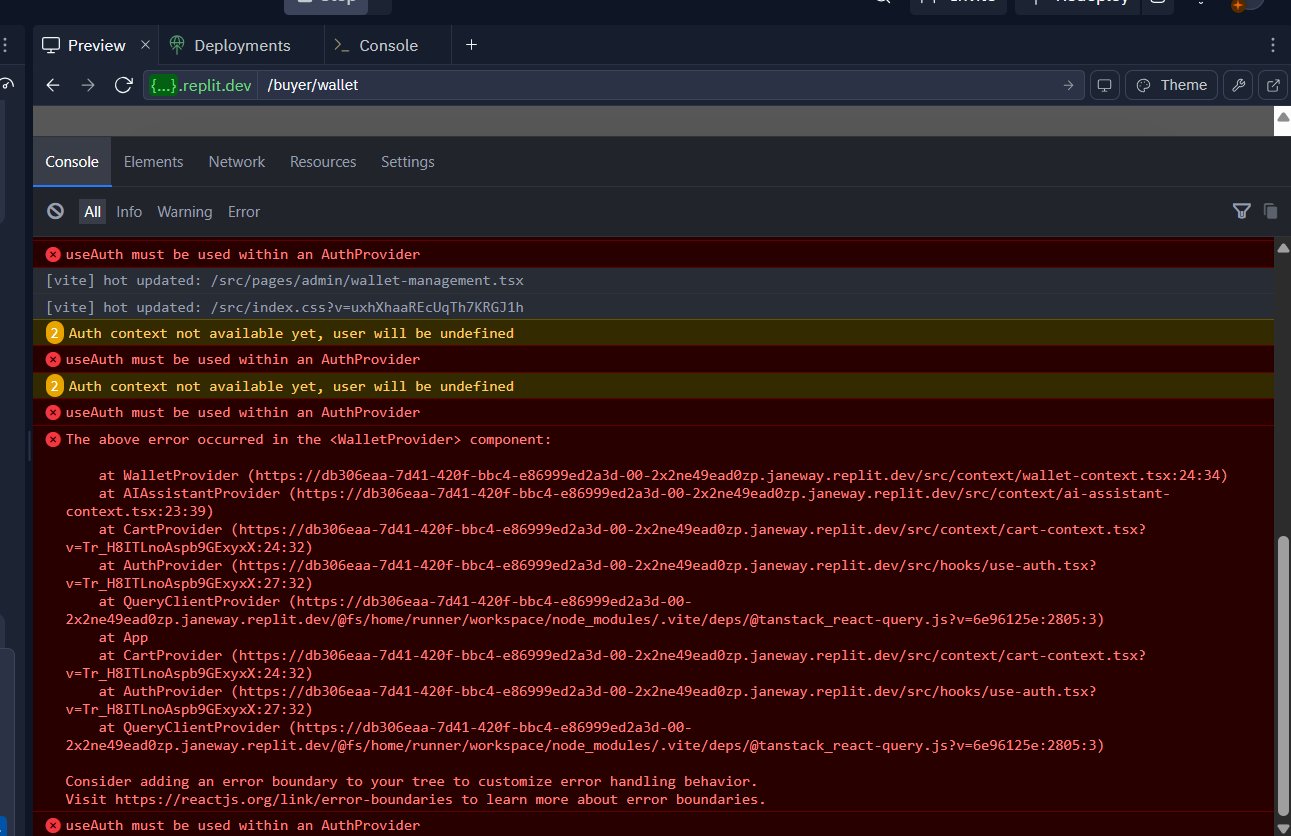 Stop
Invite
Redeploy
Preview
Deployments
Console
{...}.replit.dev /buyer/wallet
Theme
Console Elements Network Resources Settings
All Info Warning Error
useAuth must be used within an AuthProvider
[vite] hot updated: /src/pages/admin/wallet-management.tsx
[vite] hot updated: /src/index.css?v=uxhXhaaREcUqTh7KRGJ1h
2 Auth context not available yet, user will be undefined
useAuth must be used within an AuthProvider
2 Auth context not available yet, user will be undefined
useAuth must be used within an AuthProvider
The above error occurred in the <WalletProvider> component:
at WalletProvider (https://db306eaa-7d41-420f-bbc4-e86999ed2a3d-00-2x2ne49ead0zp.janeway.replit.dev/src/context/wallet-context.tsx:24:34)
at AIAssistantProvider (https://db306eaa-7d41-420f-bbc4-e86999ed2a3d-00-2x2ne49ead0zp.janeway.replit.dev/src/context/ai-assistant-
context.tsx:23:39)
at CartProvider (https://db306eaa-7d41-420f-bbc4-e86999ed2a3d-00-2x2ne49ead0zp.janeway.replit.dev/src/context/cart-context.tsx?
v=Tr_H8ITLnoAspb9GExyxX:24:32)
at AuthProvider (https://db306eaa-7d41-420f-bbc4-e86999ed2a3d-00-2x2ne49ead0zp.janeway.replit.dev/src/hooks/use-auth.tsx?
v=Tr_H8ITLnoAspb9GExyxX:27:32)
at QueryClientProvider (https://db306eaa-7d41-420f-bbc4-e86999ed2a3d-00-
2x2ne49ead0zp.janeway.replit.dev/@fs/home/runner/workspace/node_modules/.vite/deps/@tanstack_react-query.js?v=6e96125e:2805:3)
at App
at CartProvider (https://db306eaa-7d41-420f-bbc4-e86999ed2a3d-00-2x2ne49ead0zp.janeway.replit.dev/src/context/cart-context.tsx?
v=Tr_H8ITLnoAspb9GExyxX:24:32)
at AuthProvider (https://db306eaa-7d41-420f-bbc4-e86999ed2a3d-00-2x2ne49ead0zp.janeway.replit.dev/src/hooks/use-auth.tsx?
v=Tr_H8ITLnoAspb9GExyxX:27:32)
at QueryClientProvider (https://db306eaa-7d41-420f-bbc4-e86999ed2a3d-00-
2x2ne49ead0zp.janeway.replit.dev/@fs/home/runner/workspace/node_modules/.vite/deps/@tanstack_react-query.js?v=6e96125e:2805:3)
Consider adding an error boundary to your tree to customize error handling behavior.
Visit https://reactjs.org/link/error-boundaries to learn more about error boundaries.
useAuth must be used within an AuthProvider